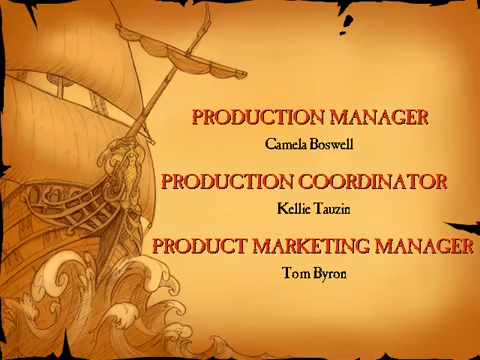 PRODUCTION MANAGER
Camela Boswell
PRODUCTION COORDINATOR
Kellie Tauzin
PRODUCT MARKETING MANAGER
Tom Byron